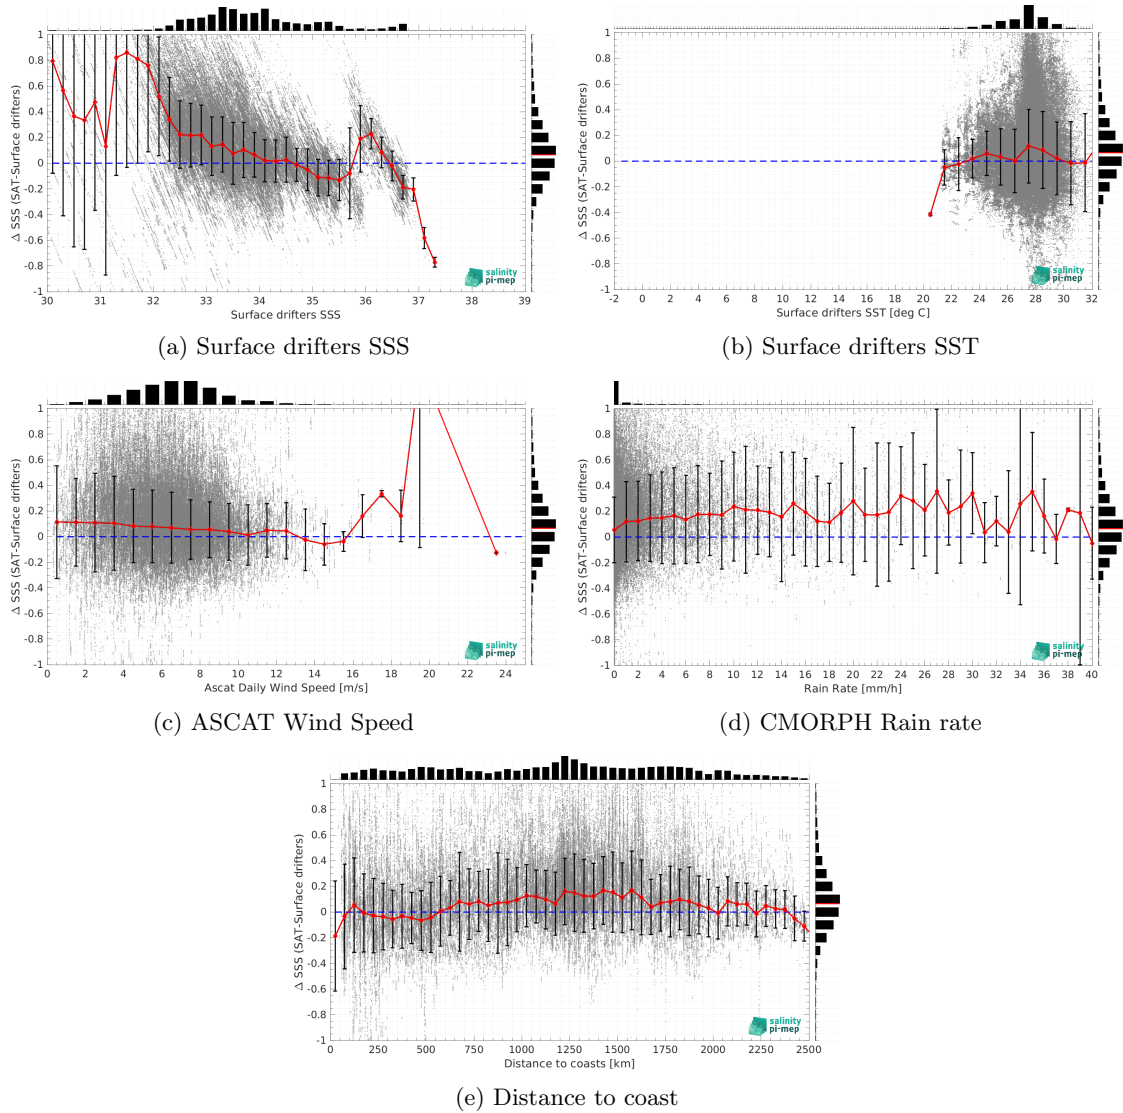 1
0.8
0.6
0.4
0.2
0
-0.2
-0.4
-0.6
-0.8
-1
Δ SSS (SAT-Surface drifters)
salinity
pi-mep
30 31 32 33 34 35 36 37 38 39
Surface drifters SSS
(a) Surface drifters SSS
1
0.8
0.6
0.4
0.2
0
-0.2
-0.4
-0.6
-0.8
-1
Δ SSS (SAT-Surface drifters)
salinity
pi-mep
-2 0 2 4 6 8 10 12 14 16 18 20 22 24 26 28 30 32
Surface drifters SST [deg C]
(b) Surface drifters SST
1
0.8
0.6
0.4
0.2
0
-0.2
-0.4
-0.6
-0.8
-1
Δ SSS (SAT-Surface drifters)
salinity
pi-mep
0 2 4 6 8 10 12 14 16 18 20 22 24
Ascat Daily Wind Speed [m/s]
(c) ASCAT Wind Speed
1
0.8
0.6
0.4
0.2
0
-0.2
-0.4
-0.6
-0.8
-1
Δ SSS (SAT-Surface drifters)
salinity
pi-mep
0 2 4 6 8 10 12 14 16 18 20 22 24 26 28 30 32 34 36 38 40
Rain Rate [mm/h]
(d) CMORPH Rain rate
1
0.8
0.6
0.4
0.2
0
-0.2
-0.4
-0.6
-0.8
-1
Δ SSS (SAT-Surface drifters)
salinity
pi-mep
0 250 500 750 1000 1250 1500 1750 2000 2250 2500
Distance to coasts [km]
(e) Distance to coast